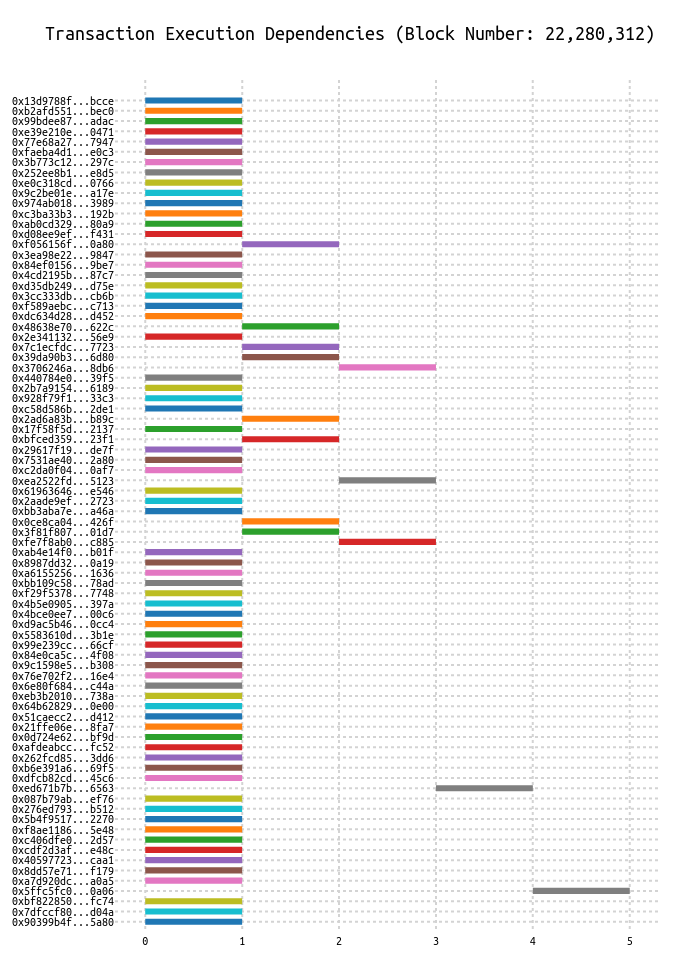 Transaction Execution Dependencies (Block Number: 22,280,312)
0x13d9788f...bcce
0xb2afd551...bec0
0x99bdee87...adac
0xe39e210e...0471
0x77e68a27...7947
0xfaeba4d1...e0c3
0x3b773c12...297c
0x252ee8b1...e8d5
0xe0c318cd...0766
0x9c2be01e...a17e
0x974ab018...3989
0xc3ba33b3...192b
0xab0cd329...80a9
0xd08ee9ef...f431
0xf056156f...0a80
0x3ea98e22...9847
0x84ef0156...9be7
0x4cd2195b...87c7
0xd35db249...d75e
0x3cc333db...cb6b
0xf589aebc...c713
0xdc634d28...d452
0x48638e70...622c
0x2e341132...56e9
0x7c1ecfdc...7723
0x39da90b3...6d80
0x3706246a...8db6
0x440784e0...39f5
0x2b7a9154...6189
0x928f79f1...33c3
0xc58d586b...2de1
0x2ad6a83b...b89c
0x17f58f5d...2137
0xbfced359...23f1
0x29617f19...de7f
0x7531ae40...2a80
0xc2da0f04...0af7
0xea2522fd...5123
0x61963646...e546
0x2aade9ef...2723
0xbb3aba7e...a46a
0x0ce8ca04...426f
0x3f81f807...01d7
0xfe7f8ab0...c885
0xab4e14f0...b01f
0x8987dd32...0a19
0xa6155256...1636
0xbb109c58...78ad
0xf29f5378...7748
0x4b5e0905...397a
0x4bce0ee7...00c6
0xd9ac5b46...0cc4
0x5583610d...3b1e
0x99e239cc...66cf
0x84e0ca5c...4f08
0x9c1598e5...b308
0x76e702f2...16e4
0x6e80f684...c44a
0xeb3b2010...738a
0x64b62829...0e00
0x51caecc2...d412
0x21ffe06e...8fa7
0x0d724e62...bf9d
0xafdeabcc...fc52
0x262fcd85...3dd6
0xb6e391a6...69f5
0xdfcb82cd...45c6
0xed671b7b...6563
0x087b79ab...ef76
0x276ed793...b512
0x5b4f9517...2270
0xf8ae1186...5e48
0xc406dfe0...2d57
0xcdf2d3af...e48c
0x40597723...caa1
0x8dd57e71...f179
0xa7d920dc...a0a5
0x5ffc5fc0...0a06
0xbf822850...fc74
0x7dfccf80...d04a
0x90399b4f...5a80
0 1 2 3 4 5